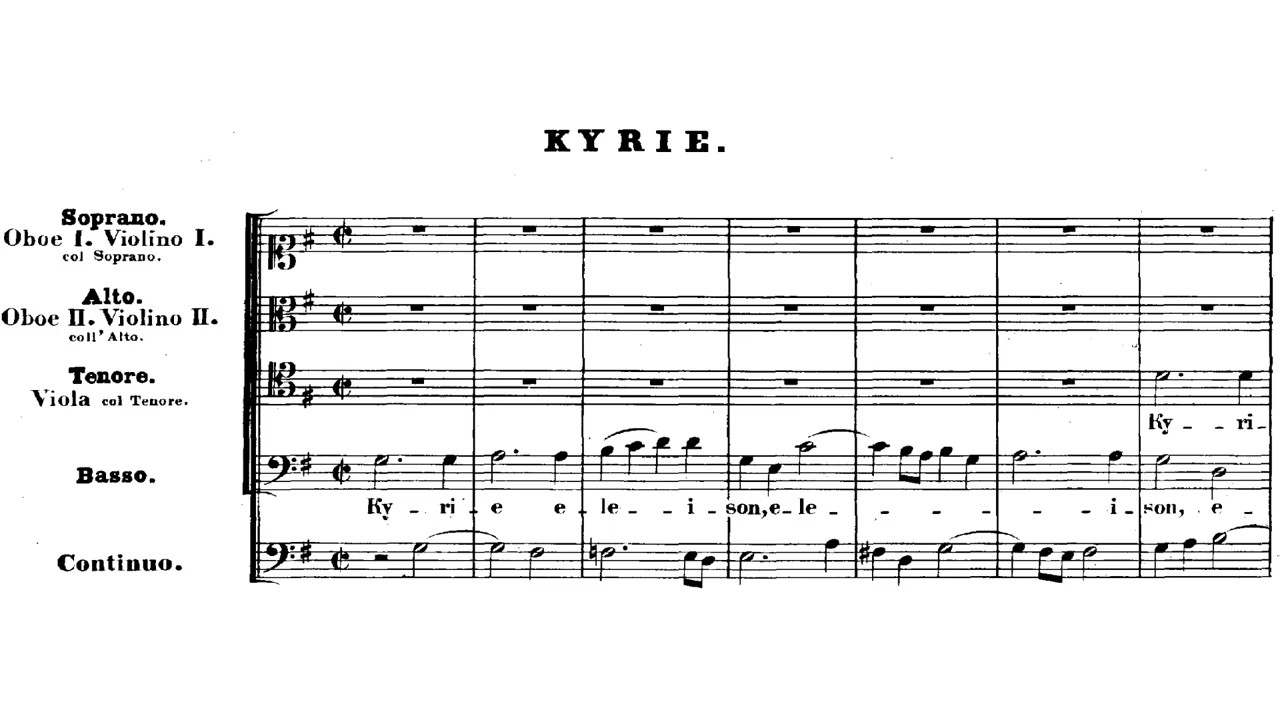 KYRIE.
Soprano.
Oboe I. Violino I.
col Soprano.
Alto.
Oboe II. Violino II.
coll' Alto.
Tenore.
Viola col Tenore.
Ky - - ri -
Basso.
Ky - ri - e e - le - - i - son, e - le - - - - - - i - son, e -
Continuo.